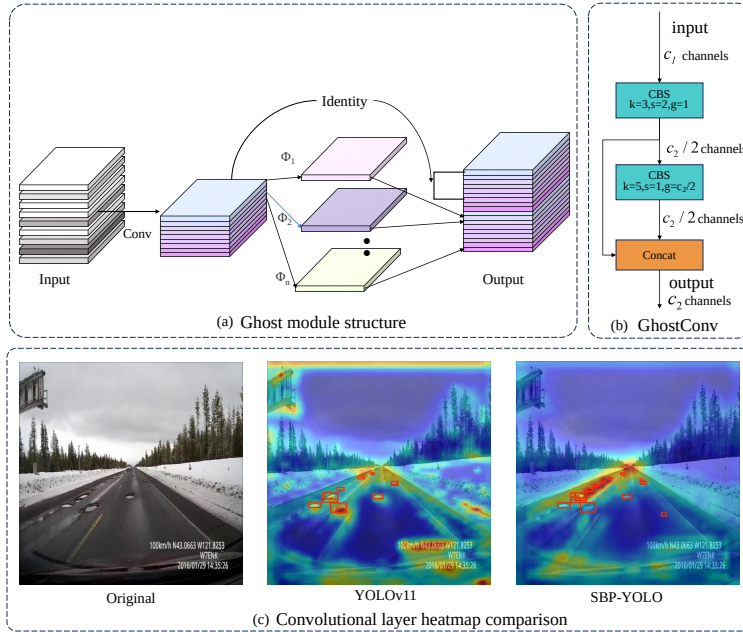 Identity
Φ1
Φ2
Φn
Conv
Input
Output
(a) Ghost module structure
input
c1 channels
CBS
k=3,s=2,g=1
c2 / 2 channels
CBS
k=5,s=1,g=c2/2
c2 / 2 channels
Concat
output
c2 channels
(b) GhostConv
100km/h N43.0663 W121.8253
W7ENK
2016/01/29 14:35:26
100km/h N43.0663 W121.8253
W7ENK
2016/01/29 14:35:26
100km/h N43.0663 W121.8253
W7ENK
2016/01/29 14:35:26
Original
YOLOv11
SBP-YOLO
(c) Convolutional layer heatmap comparison